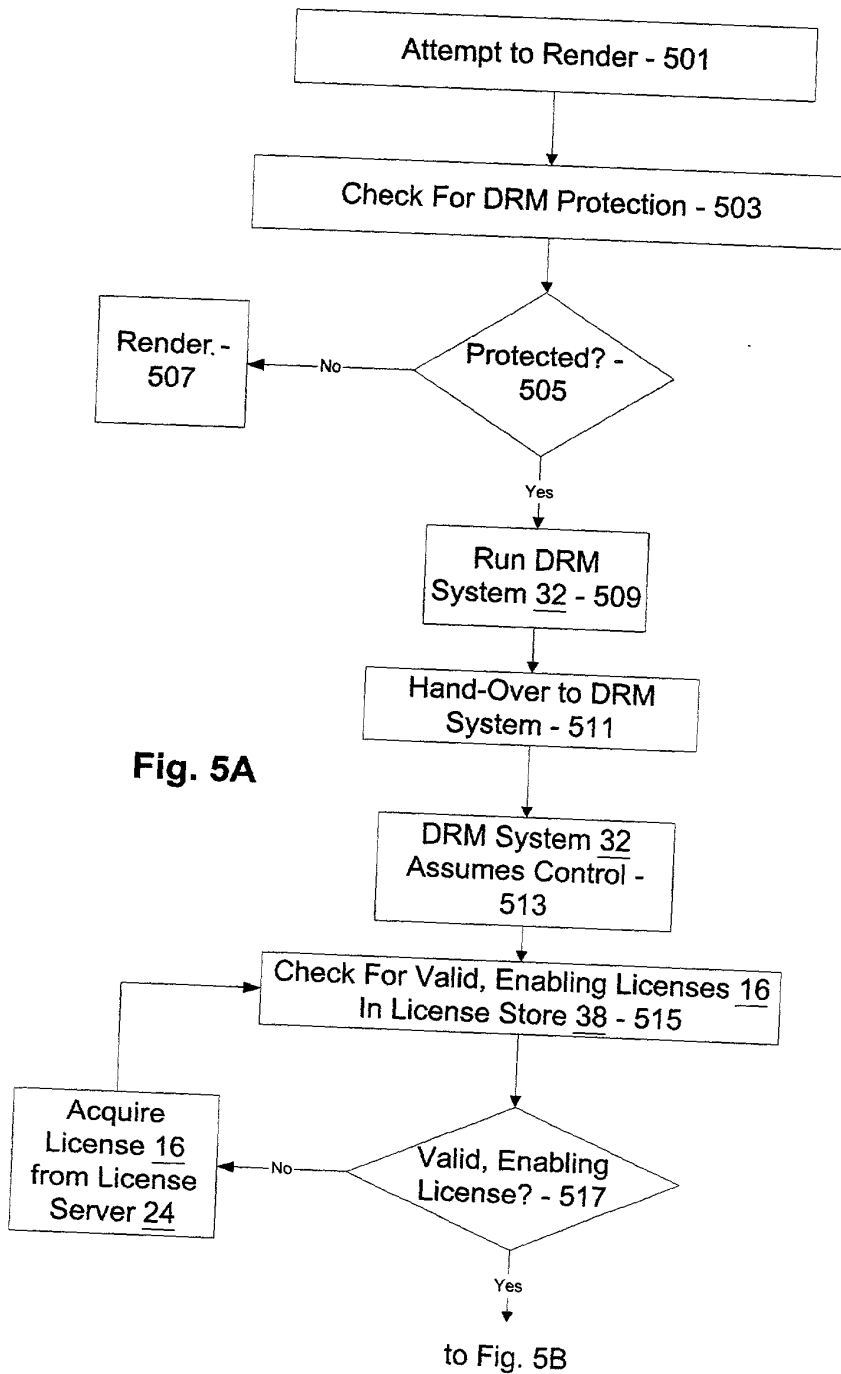 Attempt to Render - 501
Check For DRM Protection - 503
Protected? -
505
No
Render. -
507
Yes
Run DRM
System 32 - 509
Hand-Over to DRM
System - 511
Fig. 5A
DRM System 32
Assumes Control -
513
Check For Valid, Enabling Licenses 16
In License Store 38 - 515
Valid, Enabling
License? - 517
No
Acquire
License 16
from License
Server 24
Yes
to Fig. 5B